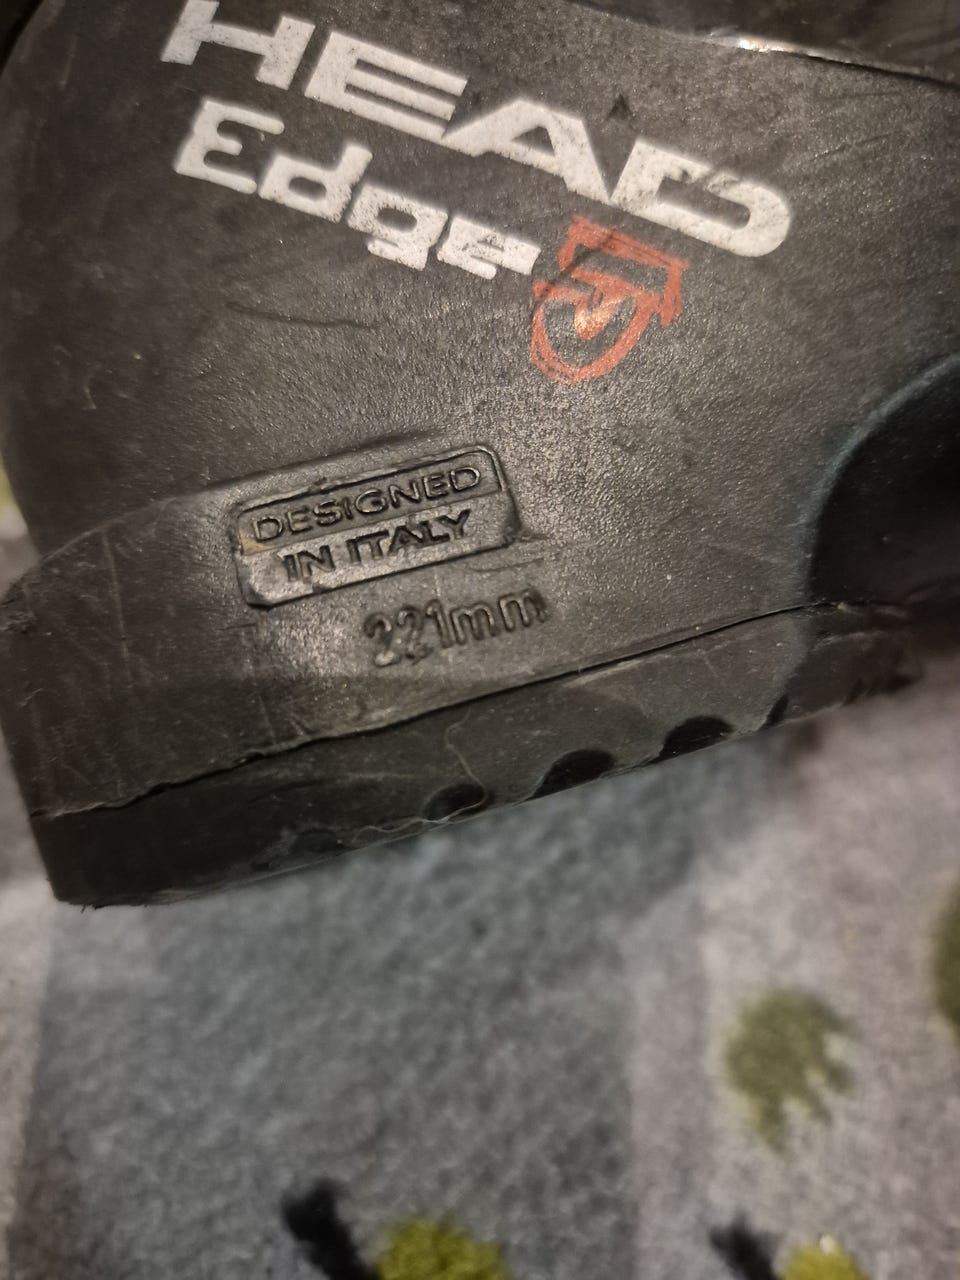 HEAD
Edge J
DESIGNED
IN ITALY
221mm